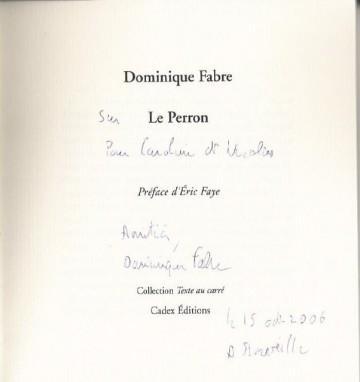 Dominique Fabre
Sur Le Perron
Pour Caroline et Nicolas
Préface d'Éric Faye
Amitiés,
Dominique Fabre
Collection Texte au carré
Cadex Éditions
le 15 oct. 2006
A